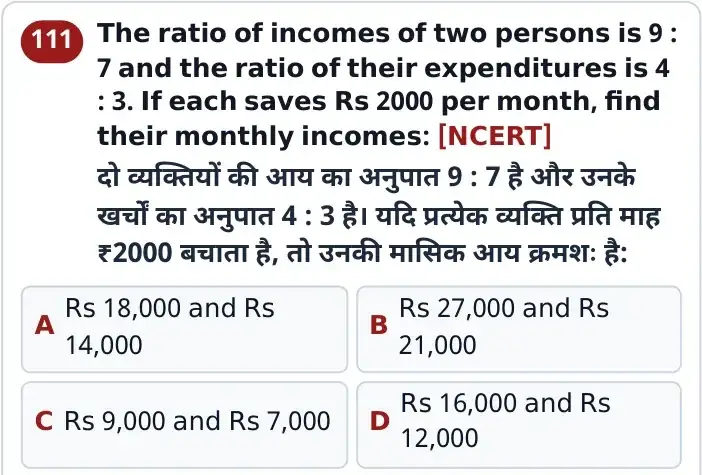 111 The ratio of incomes of two persons is 9 :
7 and the ratio of their expenditures is 4
: 3. If each saves Rs 2000 per month, find
their monthly incomes: [NCERT]
दो व्यक्तियों की आय का अनुपात 9 : 7 है और उनके
खर्चों का अनुपात 4 : 3 है। यदि प्रत्येक व्यक्ति प्रति माह
₹2000 बचाता है, तो उनकी मासिक आय क्रमशः है:
A Rs 18,000 and Rs
14,000
B Rs 27,000 and Rs
21,000
C Rs 9,000 and Rs 7,000
D Rs 16,000 and Rs
12,000